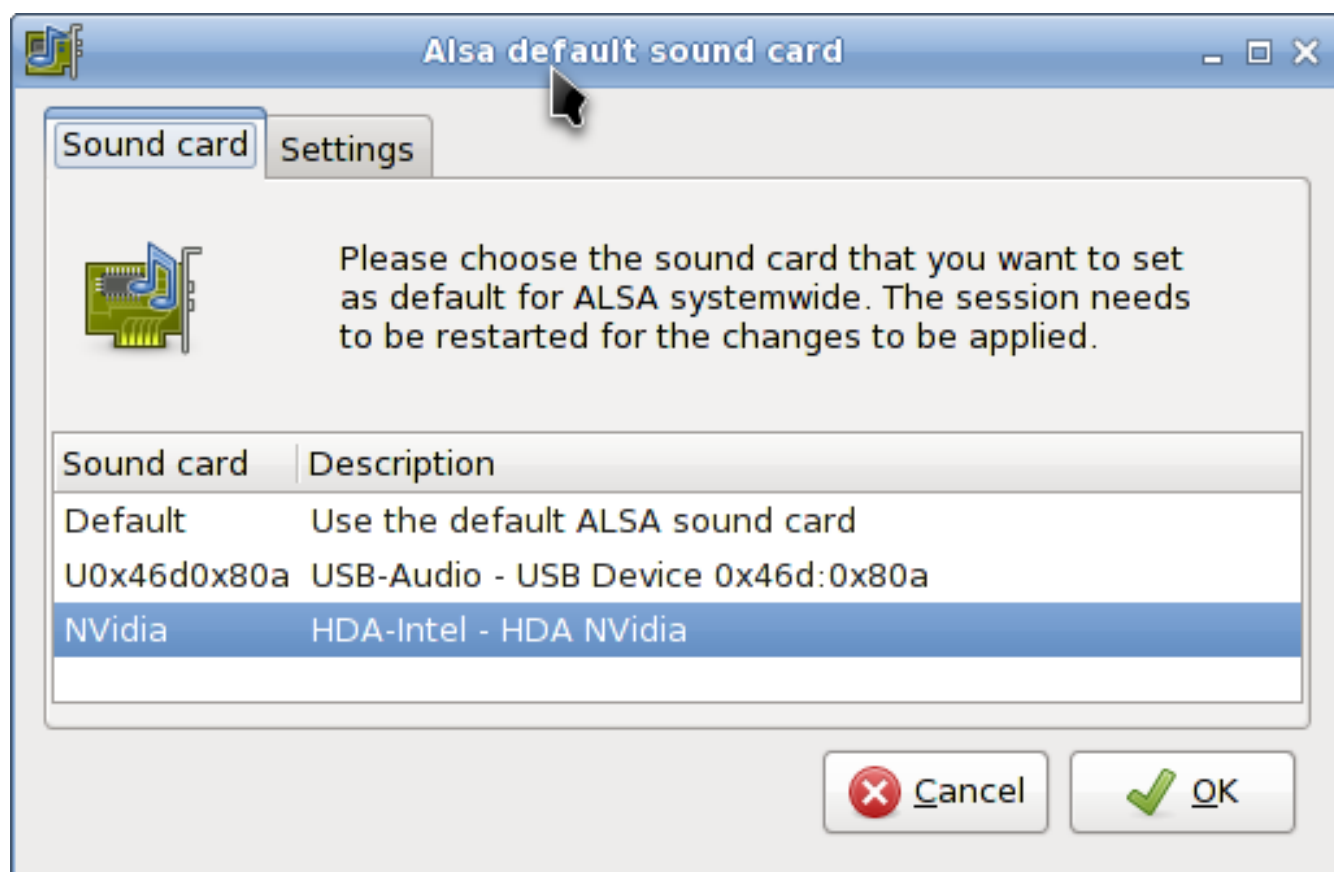 Alsa default sound card
Sound card Settings
Please choose the sound card that you want to set
as default for ALSA systemwide. The session needs
to be restarted for the changes to be applied.
Sound card Description
Default Use the default ALSA sound card
U0x46d0x80a USB-Audio - USB Device 0x46d:0x80a
NVidia HDA-Intel - HDA NVidia
Cancel OK